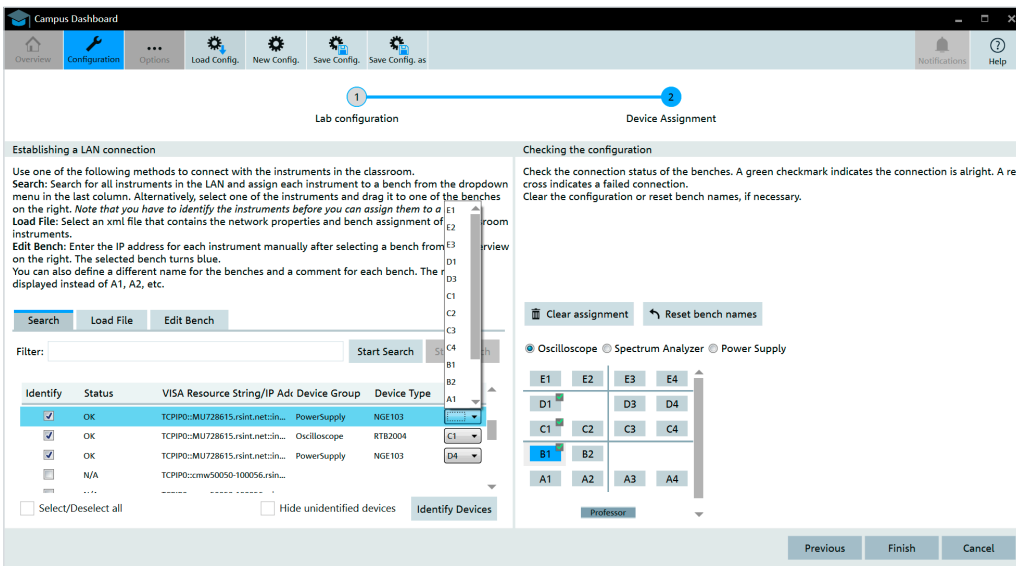 Campus Dashboard
Overview
Configuration
Options
Load Config.
New Config.
Save Config.
Save Config. as
Notifications
Help
1
2
Lab configuration
Device Assignment
Establishing a LAN connection
Use one of the following methods to connect with the instruments in the classroom.
Search: Search for all instruments in the LAN and assign each instrument to a bench from the dropdown
menu in the last column. Alternatively, select one of the instruments and drag it to one of the benches
on the right. Note that you have to identify the instruments before you can assign them to a
Load File: Select an xml file that contains the network properties and bench assignment of room
instruments.
Edit Bench: Enter the IP address for each instrument manually after selecting a bench from rview
on the right. The selected bench turns blue.
You can also define a different name for the benches and a comment for each bench. The
displayed instead of A1, A2, etc.
E1
E2
E3
D1
D3
C1
C2
C3
C4
B1
B2
A1
Search
Load File
Edit Bench
Filter:
Start Search
Identify
Status
VISA Resource String/IP Adc
Device Group
Device Type
OK
TCPIP0::MU728615.rsint.net::in...
PowerSupply
NGE103
OK
TCPIP0::MU728615.rsint.net::in...
Oscilloscope
RTB2004
C1
OK
TCPIP0::MU728615.rsint.net::in...
PowerSupply
NGE103
D4
N/A
TCPIP0::cmw50050-100056.rsin...
Select/Deselect all
Hide unidentified devices
Identify Devices
Checking the configuration
Check the connection status of the benches. A green checkmark indicates the connection is alright. A re
cross indicates a failed connection.
Clear the configuration or reset bench names, if necessary.
Clear assignment
Reset bench names
Oscilloscope
Spectrum Analyzer
Power Supply
E1 E2 E3 E4
D1 D3 D4
C1 C2 C3 C4
B1 B2
A1 A2 A3 A4
Professor
Previous
Finish
Cancel